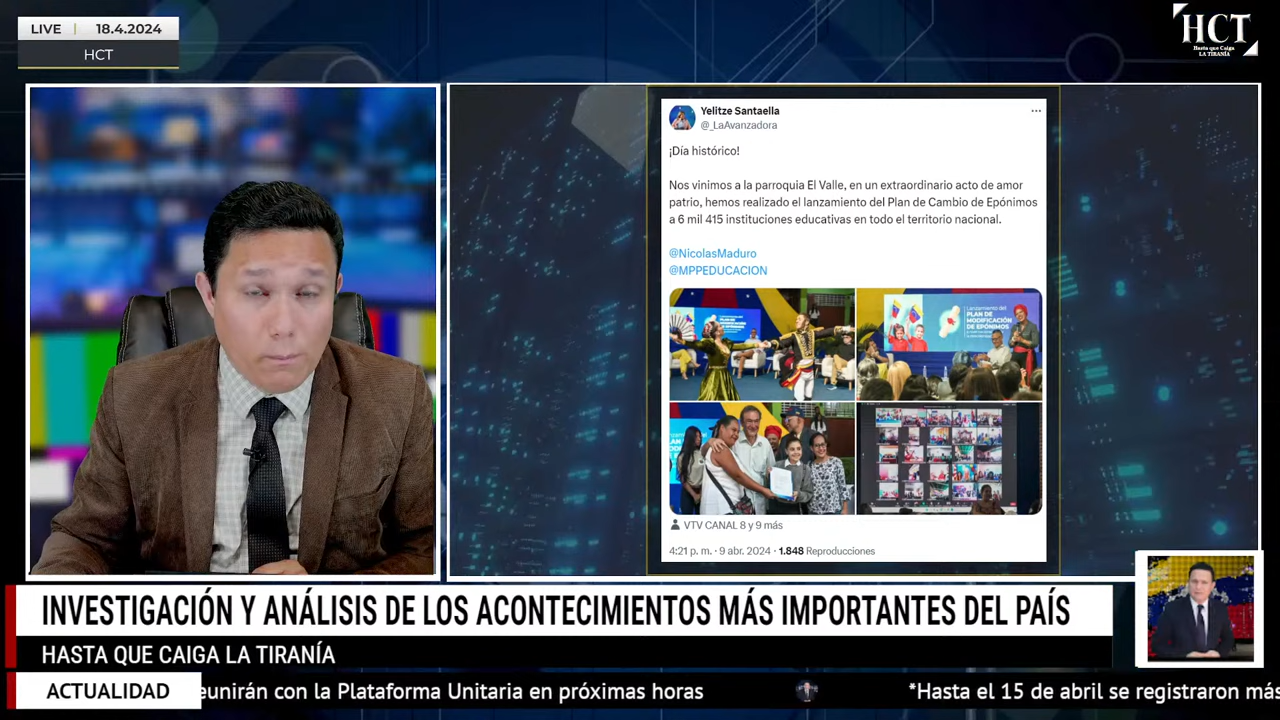 LIVE | 18.4.2024
HCT
HCT
Hasta que Caiga
LA TIRANÍA
Yelitze Santaella
@_LaAvanzadora
¡Día histórico!
Nos vinimos a la parroquia El Valle, en un extraordinario acto de amor
patrio, hemos realizado el lanzamiento del Plan de Cambio de Epónimos
a 6 mil 415 instituciones educativas en todo el territorio nacional.
@NicolasMaduro
@MPPEDUCACION
Lanzamiento del
PLAN DE
MODIFICACIÓN
DE EPÓNIMOS
VTV CANAL 8 y 9 más
4:21 p. m. · 9 abr. 2024 · 1.848 Reproducciones
INVESTIGACIÓN Y ANÁLISIS DE LOS ACONTECIMIENTOS MÁS IMPORTANTES DEL PAÍS
HASTA QUE CAIGA LA TIRANÍA
ACTUALIDAD
eunirán con la Plataforma Unitaria en próximas horas
*Hasta el 15 de abril se registraron más